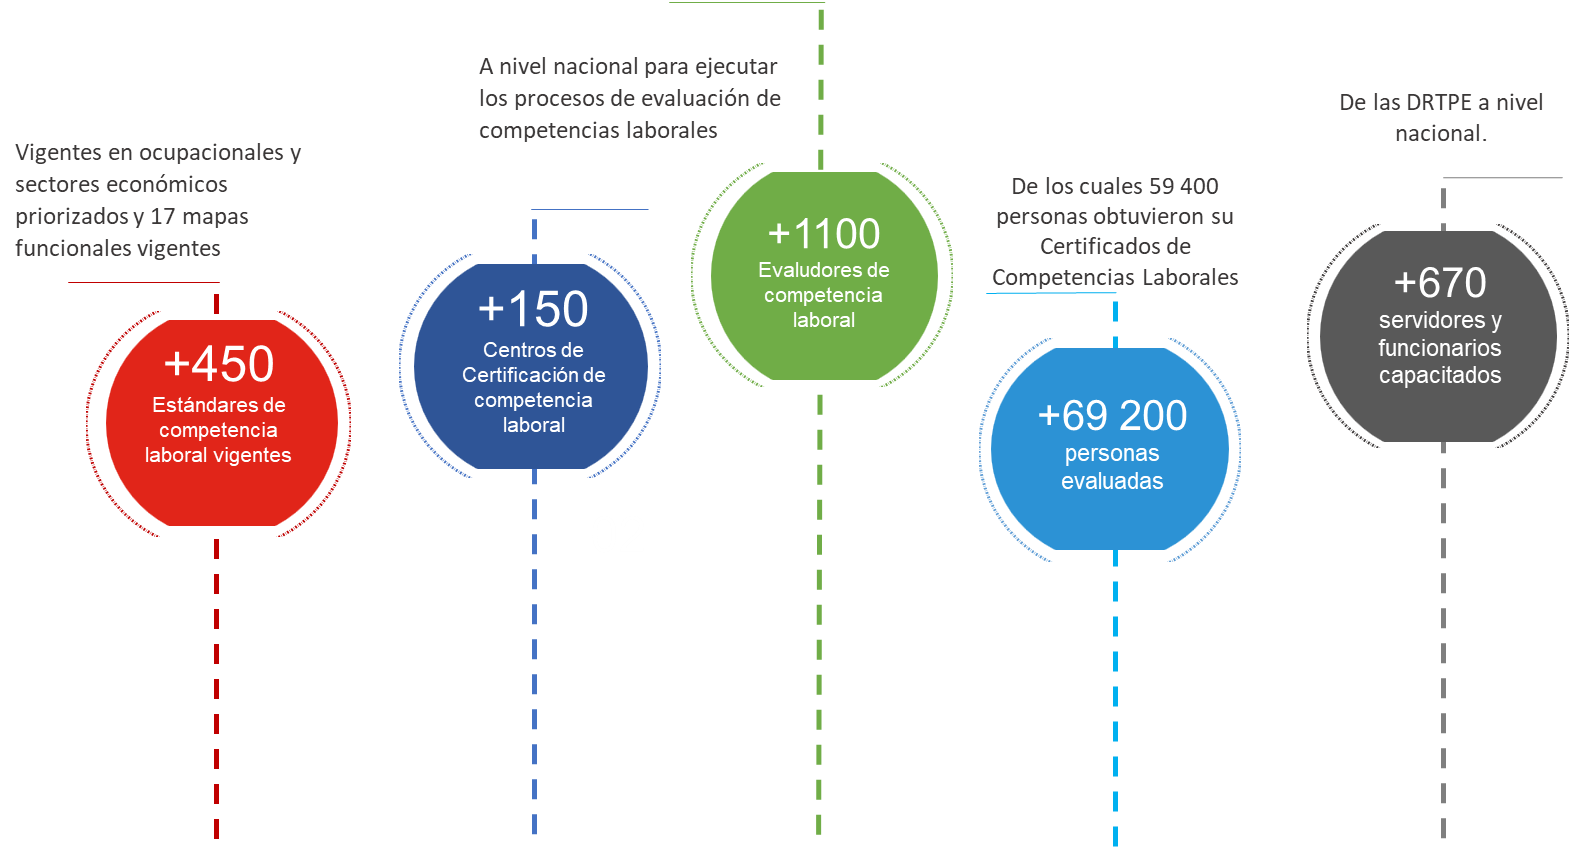 Vigentes en ocupacionales y
sectores económicos
priorizados y 17 mapas
funcionales vigentes
+450
Estándares de
competencia
laboral vigentes
A nivel nacional para ejecutar
los procesos de evaluación de
competencias laborales
+150
Centros de
Certificación de
competencia
laboral
+1100
Evaludores de
competencia
laboral
De los cuales 59 400
personas obtuvieron su
Certificados de
Competencias Laborales
+69 200
personas
evaluadas
De las DRTPE a nivel
nacional.
+670
servidores y
funcionarios
capacitados